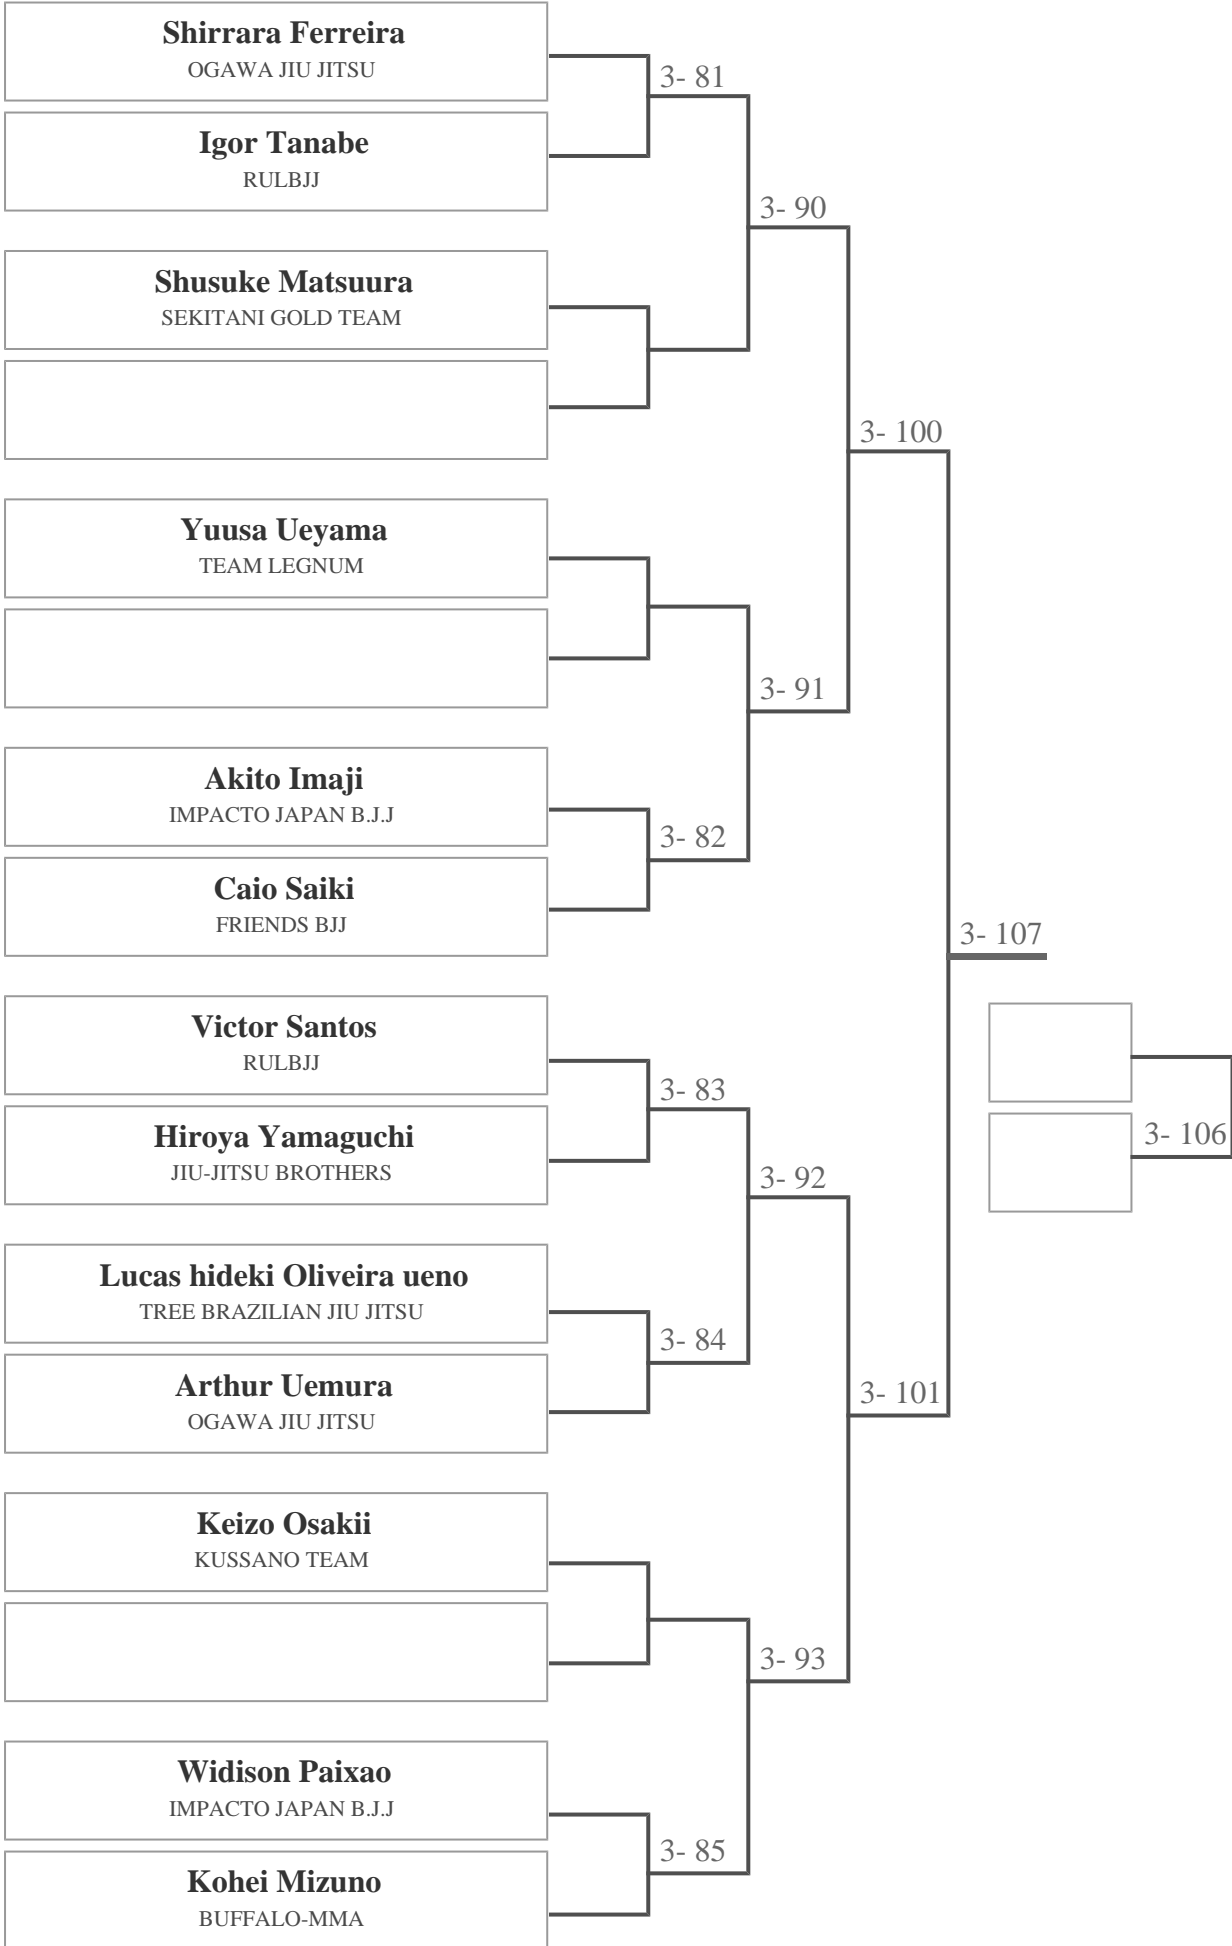 Shirrara Ferreira
OGAWA JIU JITSU
3- 81
Igor Tanabe
RULBJJ
3- 90
Shusuke Matsuura
SEKITANI GOLD TEAM
3- 100
Yuusa Ueyama
TEAM LEGNUM
3- 91
Akito Imaji
IMPACTO JAPAN B.J.J
3- 82
Caio Saiki
FRIENDS BJJ
3- 107
Victor Santos
RULBJJ
3- 83
Hiroya Yamaguchi
JIU-JITSU BROTHERS
3- 106
3- 92
Lucas hideki Oliveira ueno
TREE BRAZILIAN JIU JITSU
3- 84
Arthur Uemura
OGAWA JIU JITSU
3- 101
Keizo Osakii
KUSSANO TEAM
3- 93
Widison Paixao
IMPACTO JAPAN B.J.J
3- 85
Kohei Mizuno
BUFFALO-MMA